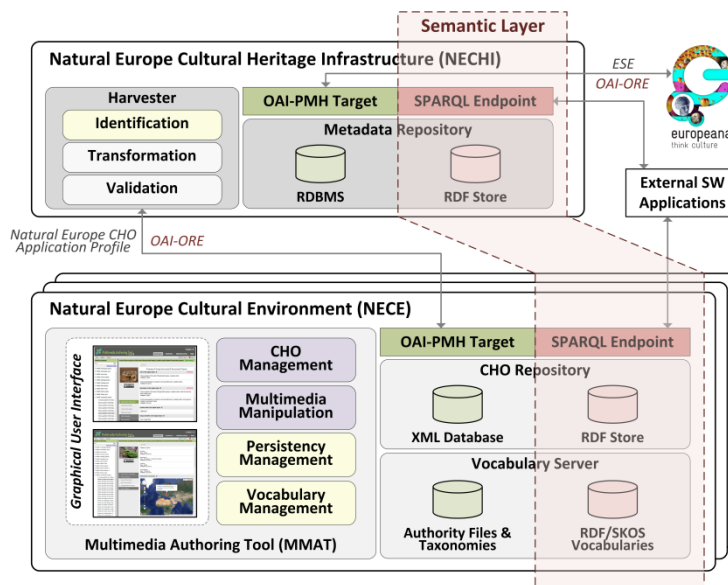 Semantic Layer
Natural Europe Cultural Heritage Infrastructure (NECHI)
ESE
OAI-ORE
europeana
think culture
Harvester
Identification
Transformation
Validation
OAI-PMH Target
SPARQL Endpoint
Metadata Repository
RDBMS
RDF Store
External SW
Applications
Natural Europe CHO
Application Profile
OAI-ORE
Natural Europe Cultural Environment (NECE)
Graphical User Interface
CHO
Management
Multimedia
Manipulation
Persistency
Management
Vocabulary
Management
Multimedia Authoring Tool (MMAT)
OAI-PMH Target
SPARQL Endpoint
CHO Repository
XML Database
RDF Store
Vocabulary Server
Authority Files &
Taxonomies
RDF/SKOS
Vocabularies